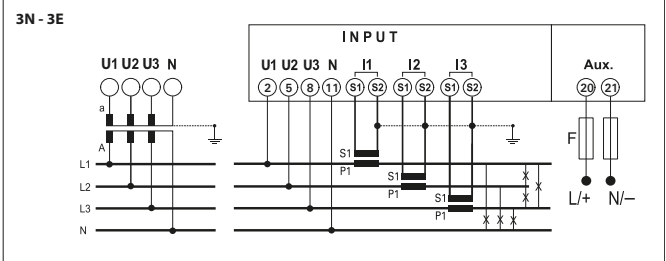 3N - 3E
INPUT
U1 U2 U3 N
U1 U2 U3 N I1 I2 I3
Aux.
2 5 8 11 S1 S2 S1 S2 S1 S2
20 21
a
A
F
S1
L1
P1
S1
L2
P1
S1
L3
P1
N
L/+ N/–